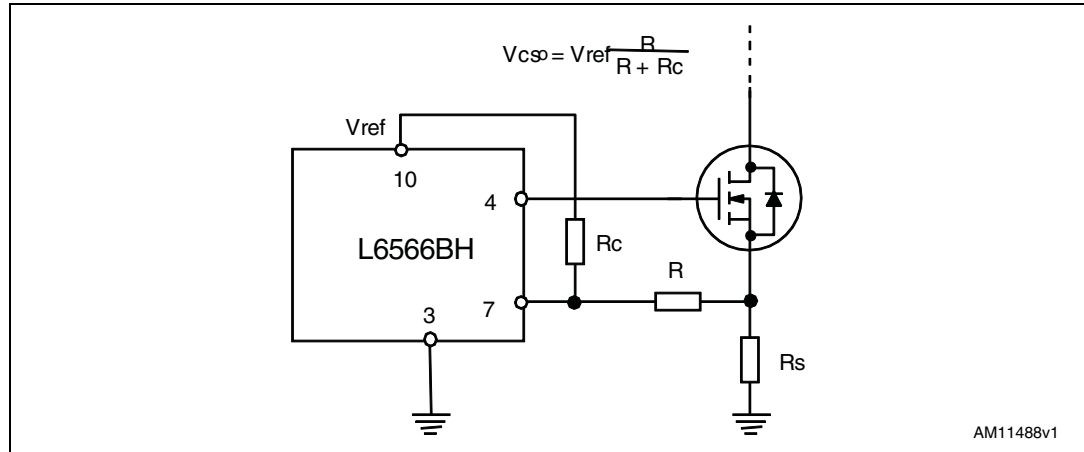 Vcso = Vref R / R + Rc
Vref
10
4
L6566BH
Rc
R
7
3
Rs
AM11488v1